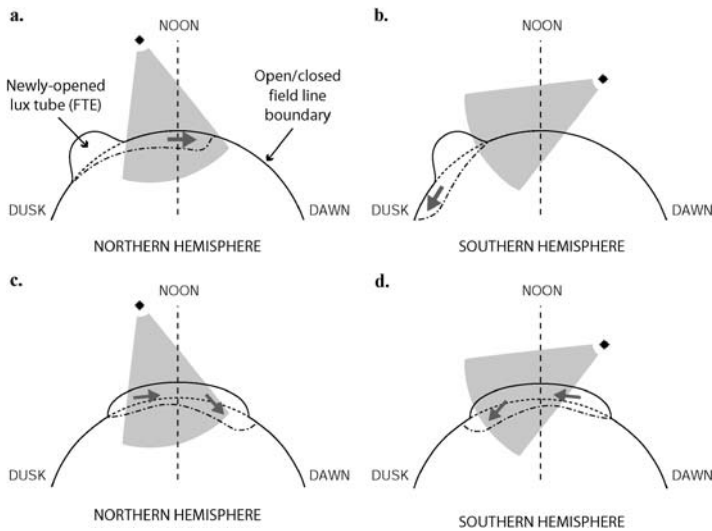 a.
NOON
Newly-opened
lux tube (FTE)
Open/closed
field line
boundary
DUSK
DAWN
NORTHERN HEMISPHERE
b.
NOON
DUSK
DAWN
SOUTHERN HEMISPHERE
c.
NOON
DUSK
DAWN
NORTHERN HEMISPHERE
d.
NOON
DUSK
DAWN
SOUTHERN HEMISPHERE